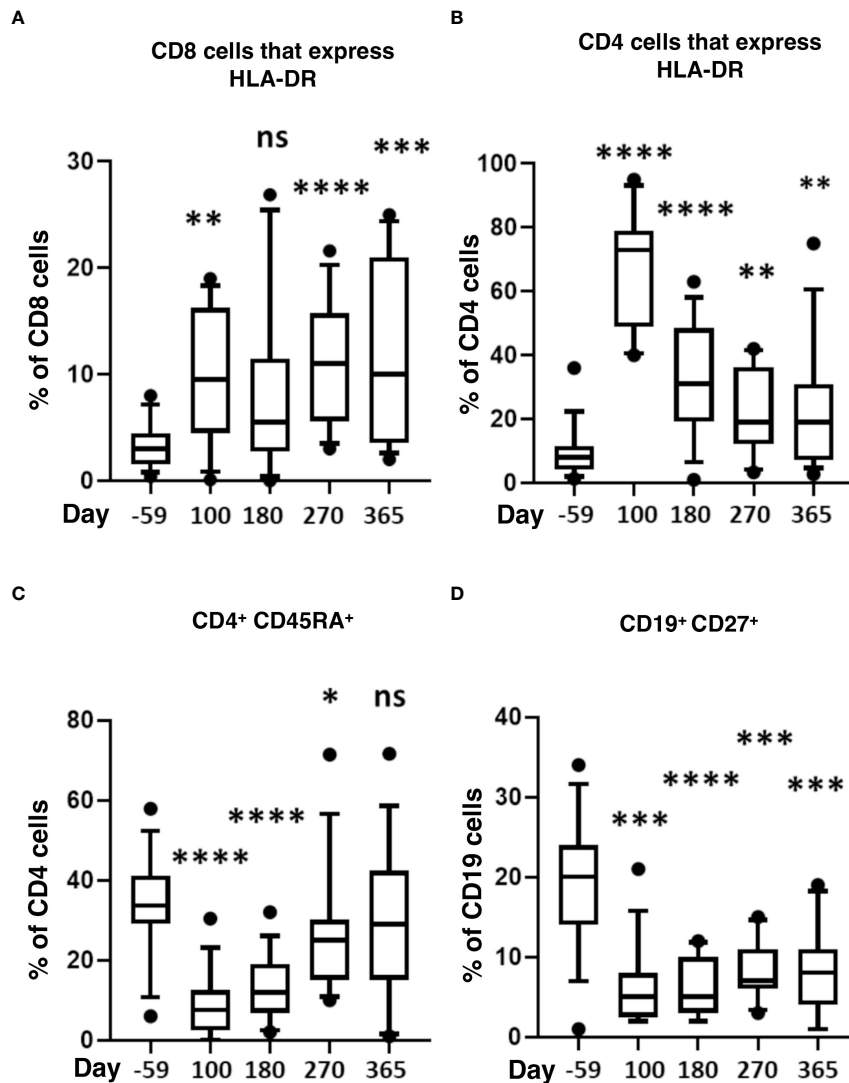 A
CD8 cells that express
HLA-DR
% of CD8 cells
30
20
10
0
**
ns
****
***
Day -59 100 180 270 365
B
CD4 cells that express
HLA-DR
% of CD4 cells
100
80
60
40
20
0
****
****
**
**
Day -59 100 180 270 365
C
CD4⁺ CD45RA⁺
% of CD4 cells
80
60
40
20
0
****
****
*
ns
Day -59 100 180 270 365
D
CD19⁺ CD27⁺
% of CD19 cells
40
30
20
10
0
***
****
***
***
Day -59 100 180 270 365